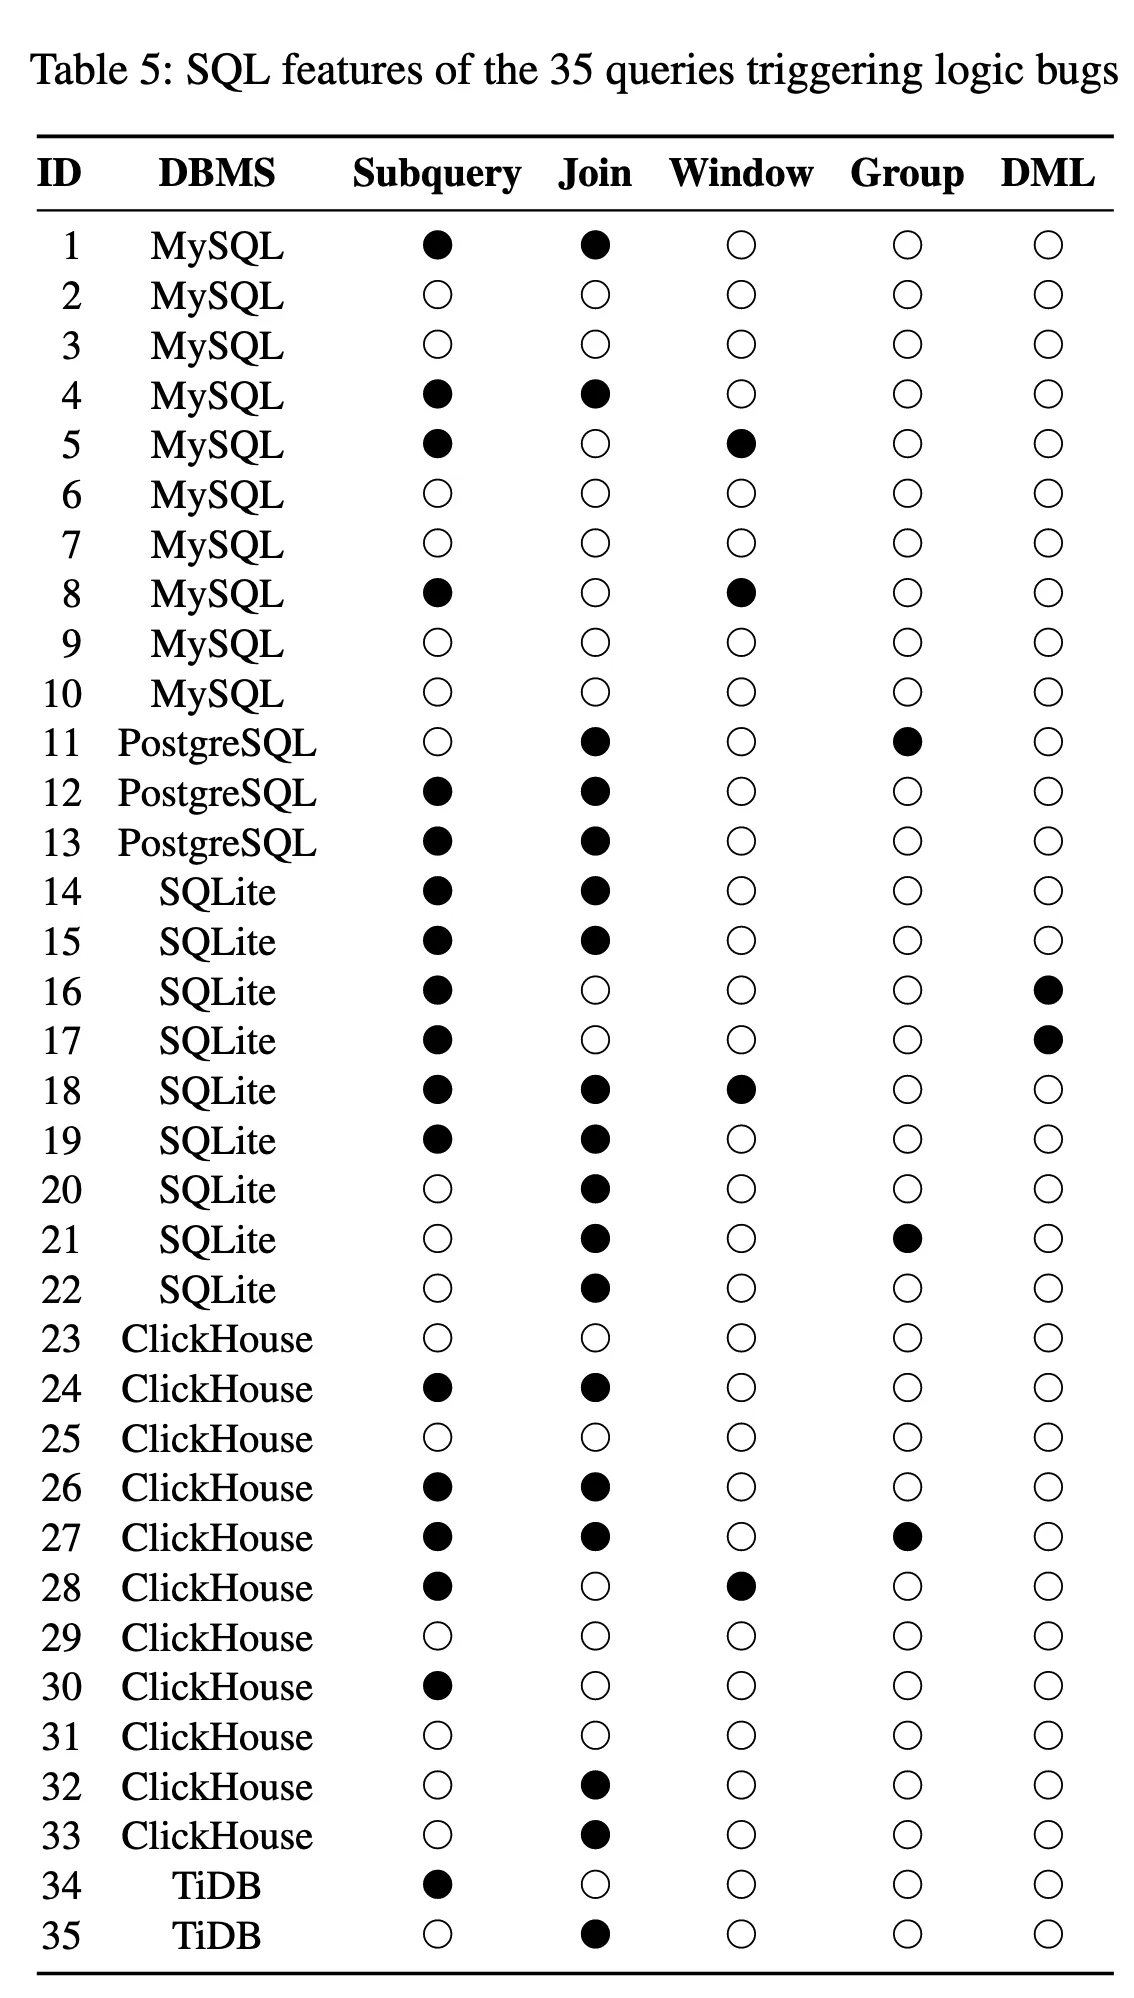 Table 5: SQL features of the 35 queries triggering logic bugs
ID DBMS Subquery Join Window Group DML
1 MySQL ● ● ○ ○ ○
2 MySQL ○ ○ ○ ○ ○
3 MySQL ○ ○ ○ ○ ○
4 MySQL ● ● ○ ○ ○
5 MySQL ● ○ ● ○ ○
6 MySQL ○ ○ ○ ○ ○
7 MySQL ○ ○ ○ ○ ○
8 MySQL ● ○ ● ○ ○
9 MySQL ○ ○ ○ ○ ○
10 MySQL ○ ○ ○ ○ ○
11 PostgreSQL ○ ● ○ ● ○
12 PostgreSQL ● ● ○ ○ ○
13 PostgreSQL ● ● ○ ○ ○
14 SQLite ● ● ○ ○ ○
15 SQLite ● ● ○ ○ ○
16 SQLite ● ○ ○ ○ ●
17 SQLite ● ○ ○ ○ ●
18 SQLite ● ● ● ○ ○
19 SQLite ● ● ○ ○ ○
20 SQLite ○ ● ○ ○ ○
21 SQLite ○ ● ○ ● ○
22 SQLite ○ ● ○ ○ ○
23 ClickHouse ○ ○ ○ ○ ○
24 ClickHouse ● ● ○ ○ ○
25 ClickHouse ○ ○ ○ ○ ○
26 ClickHouse ● ● ○ ○ ○
27 ClickHouse ● ● ○ ● ○
28 ClickHouse ● ○ ● ○ ○
29 ClickHouse ○ ○ ○ ○ ○
30 ClickHouse ● ○ ○ ○ ○
31 ClickHouse ○ ○ ○ ○ ○
32 ClickHouse ○ ● ○ ○ ○
33 ClickHouse ○ ● ○ ○ ○
34 TiDB ● ○ ○ ○ ○
35 TiDB ○ ● ○ ○ ○